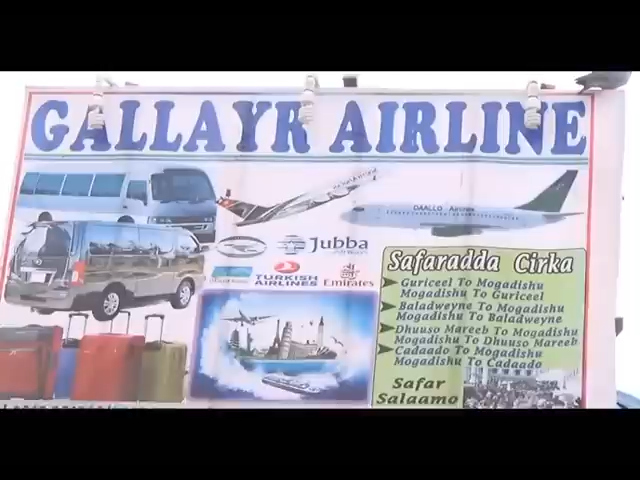 GALLAYR AIRLINE
DAALLO Airlines
Jubba
TURKISH
AIRLINES
Emirates
Safaradda Cirka
Guriceel To Mogadishu
Mogadishu To Guriceel
Baladweyne To Mogadishu
Mogadishu To Baladweyne
Dhuuso Mareeb To Mogadishu
Mogadishu To Dhuuso Mareeb
Cadaado To Mogadishu
Mogadishu To Cadaado
Safar
Salaamo